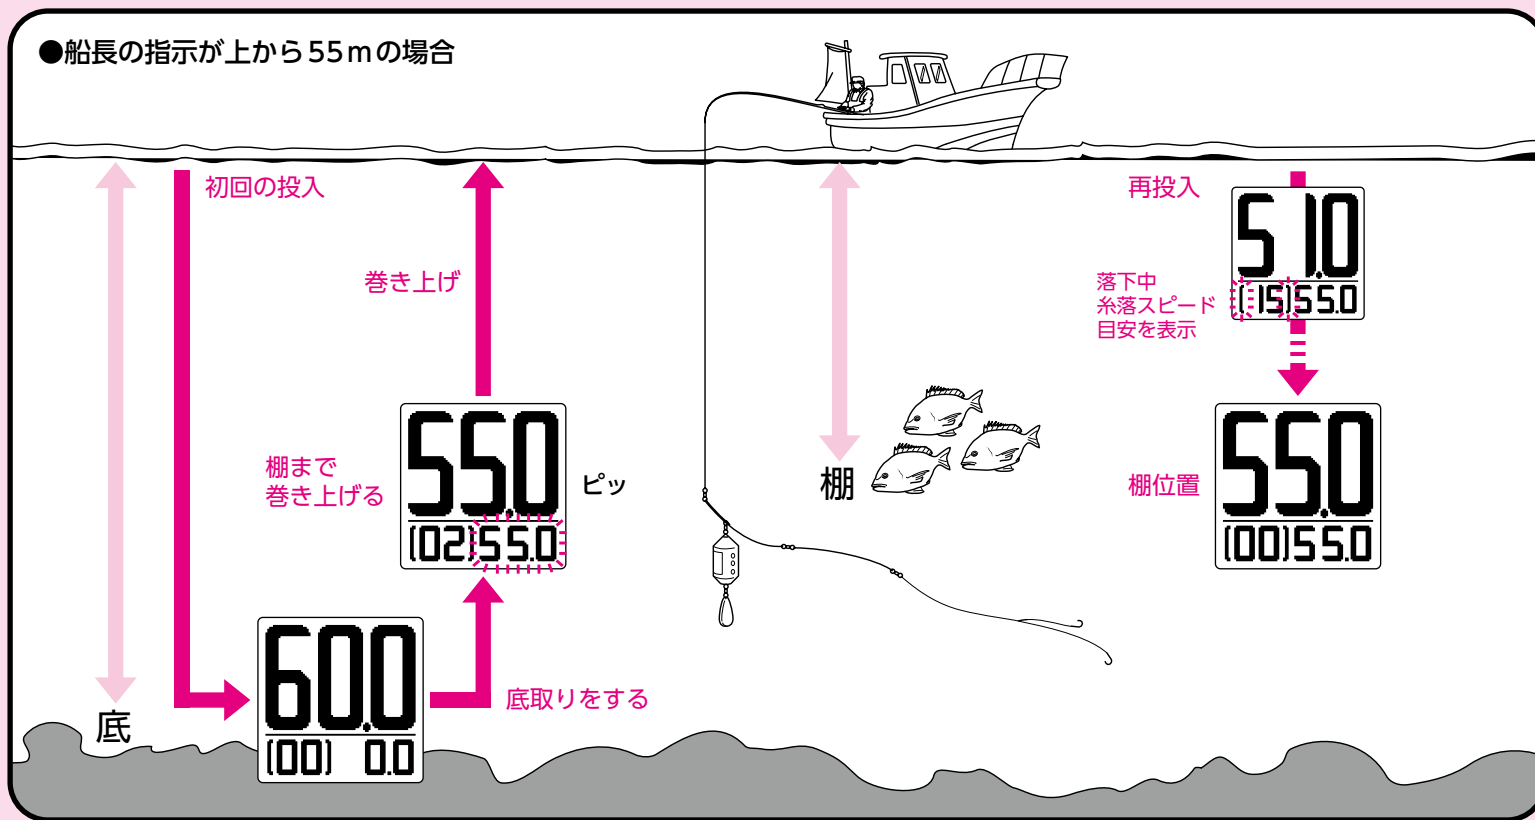 ●船長の指示が上から55mの場合
初回の投入
巻き上げ
棚まで
巻き上げる
55.0
(02)55.0
ピッ
底
60.0
(00) 0.0
底取りをする
棚
再投入
51.0
(15)55.0
落下中
糸落スピード
目安を表示
棚位置
55.0
(00)55.0